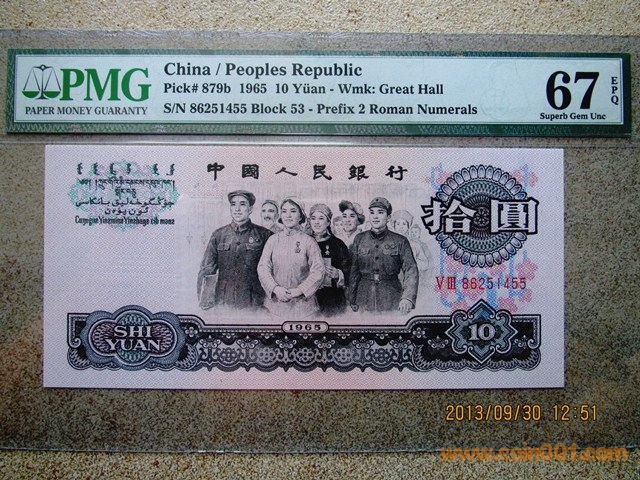 PMG
PAPER MONEY GUARANTY
China / Peoples Republic
Pick# 879b 1965 10 Yüan - Wmk: Great Hall
S/N 86251455 Block 53 - Prefix 2 Roman Numerals
67
EPQ
Superb Gem Unc
中國人民銀行
拾圓
VIII 86251455
1965
SHI
YUAN
10
2013/09/30 12:51
www.coin001.com